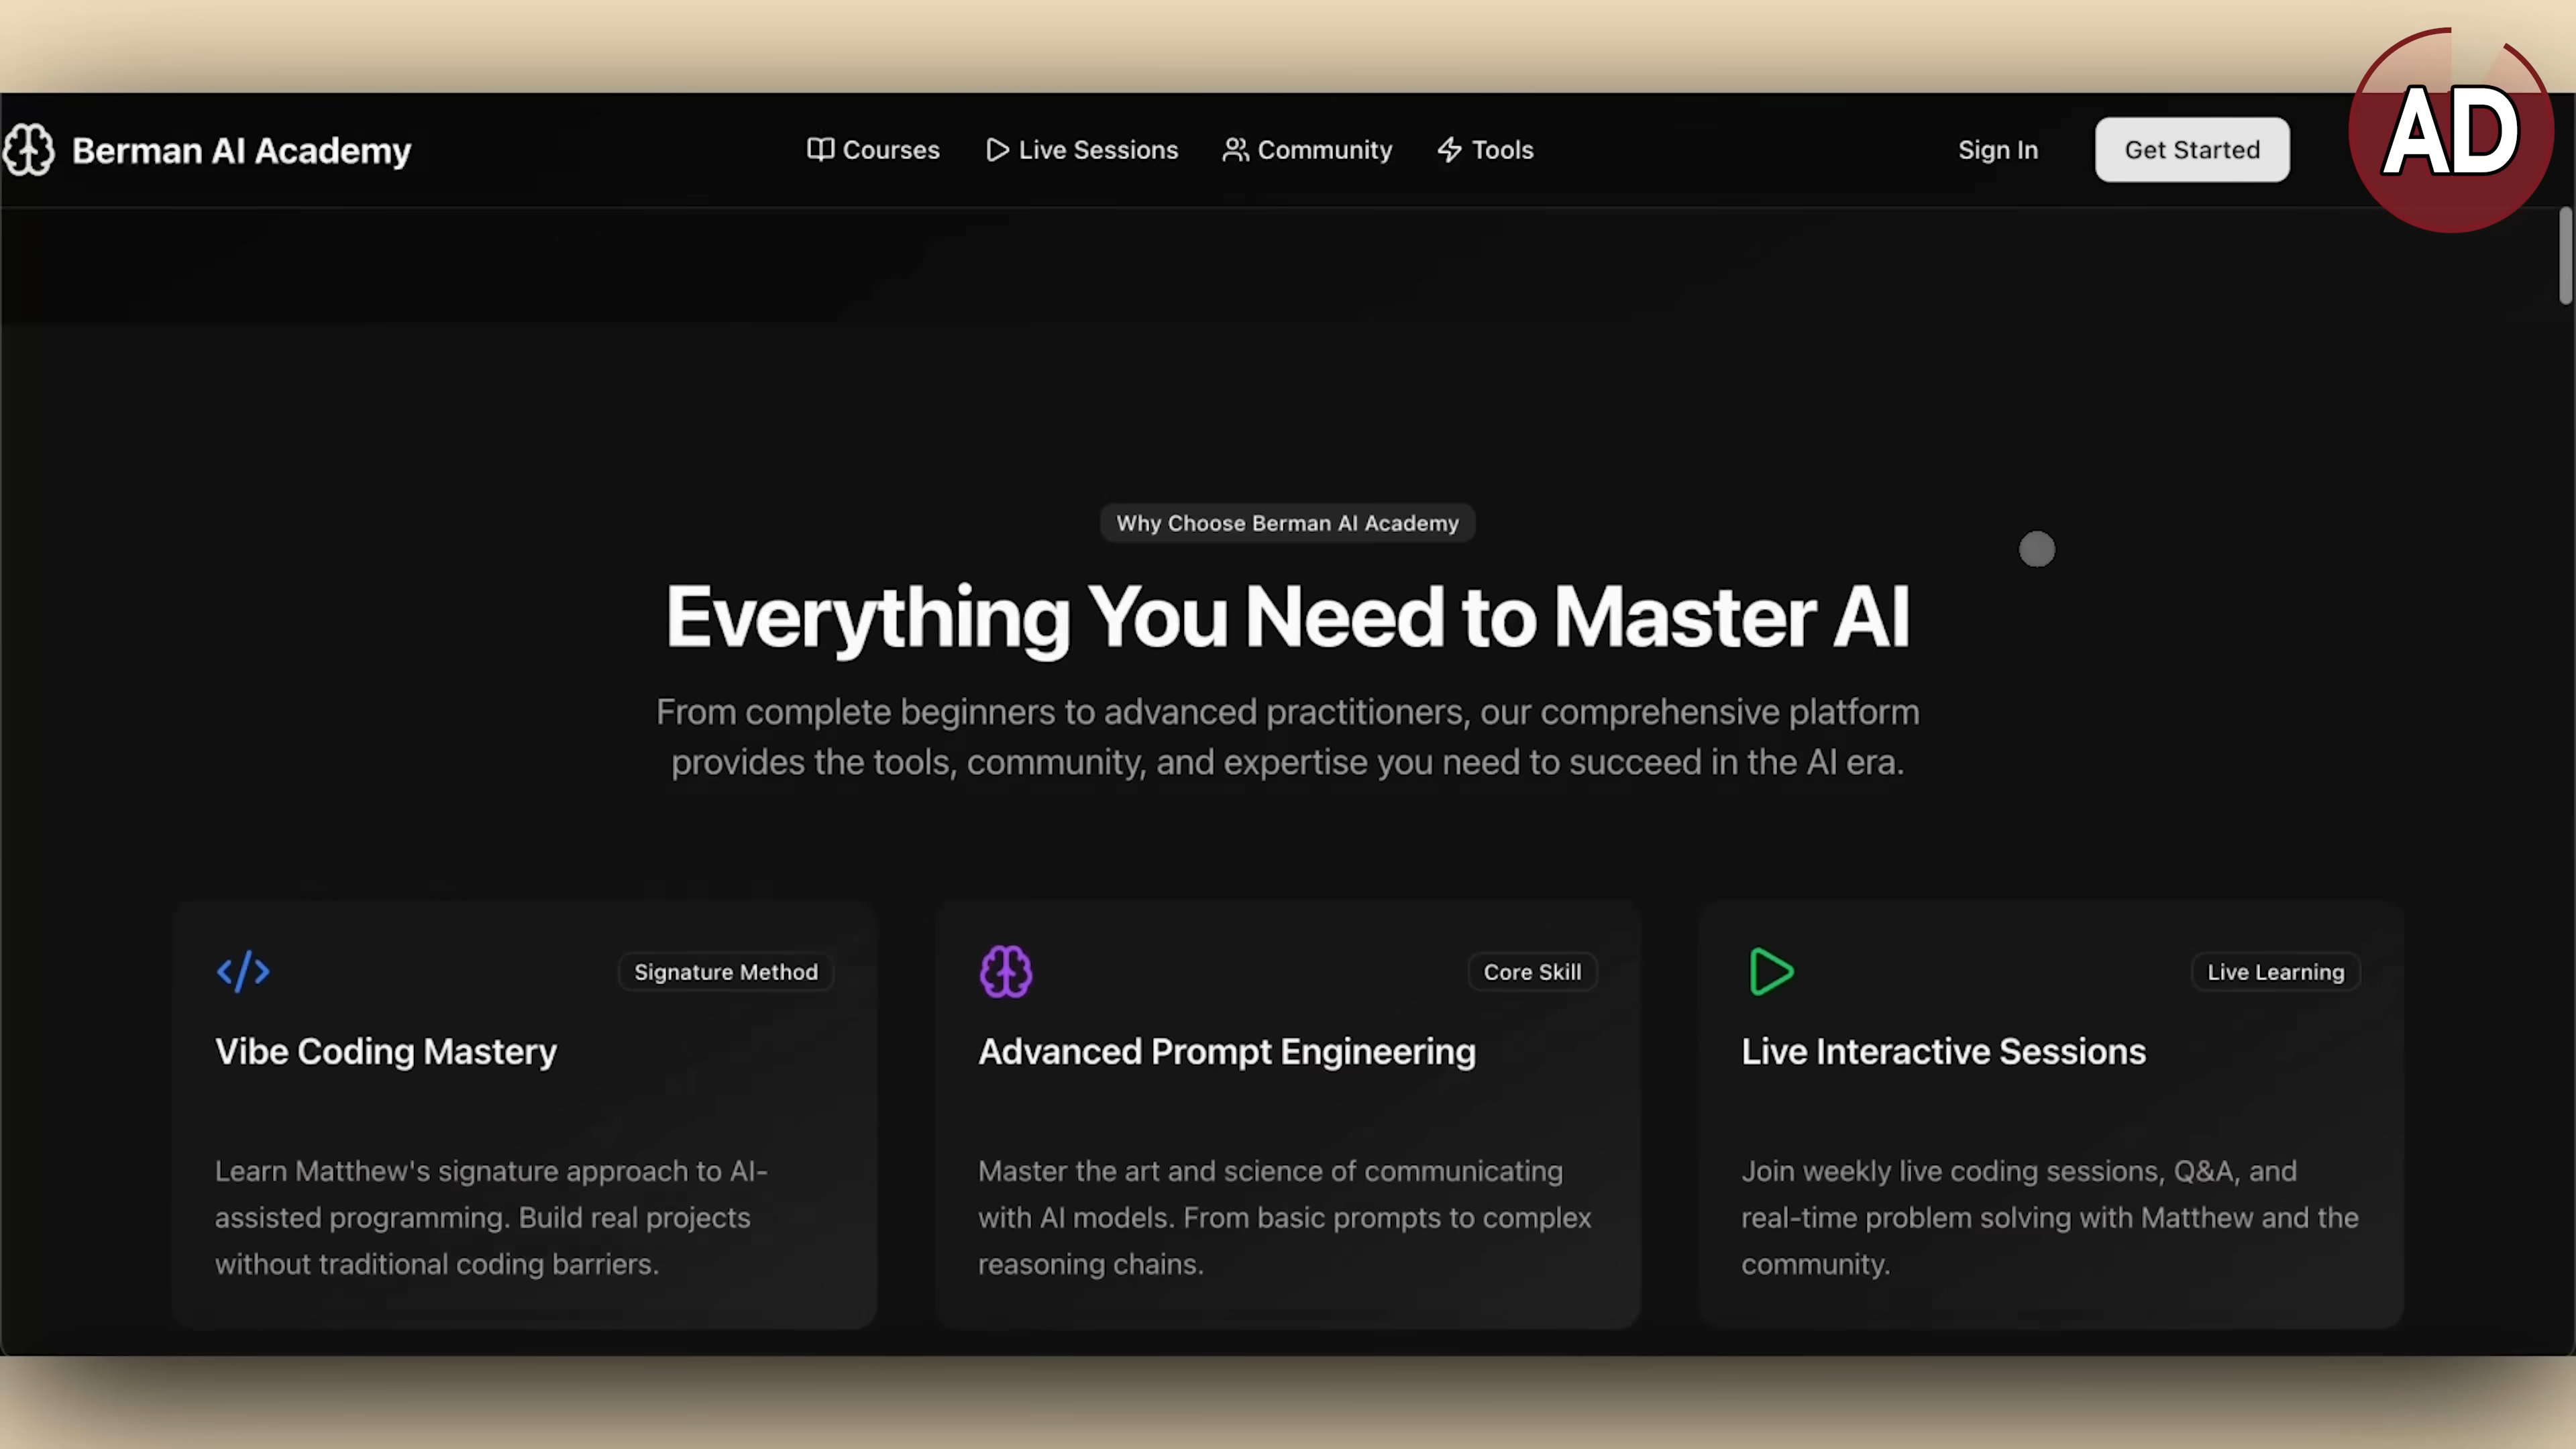 Berman AI Academy
Courses
Live Sessions
Community
Tools
Sign In
Get Started
AD
Why Choose Berman AI Academy
Everything You Need to Master AI
From complete beginners to advanced practitioners, our comprehensive platform
provides the tools, community, and expertise you need to succeed in the AI era.
Signature Method
Vibe Coding Mastery
Learn Matthew's signature approach to AI-
assisted programming. Build real projects
without traditional coding barriers.
Core Skill
Advanced Prompt Engineering
Master the art and science of communicating
with AI models. From basic prompts to complex
reasoning chains.
Live Learning
Live Interactive Sessions
Join weekly live coding sessions, Q&A, and
real-time problem solving with Matthew and the
community.